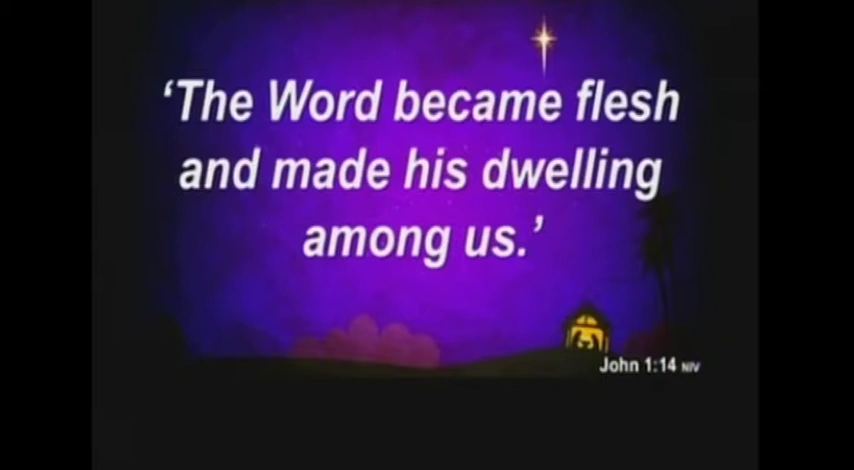 ‘The Word became flesh
and made his dwelling
among us.’
John 1:14 NIV